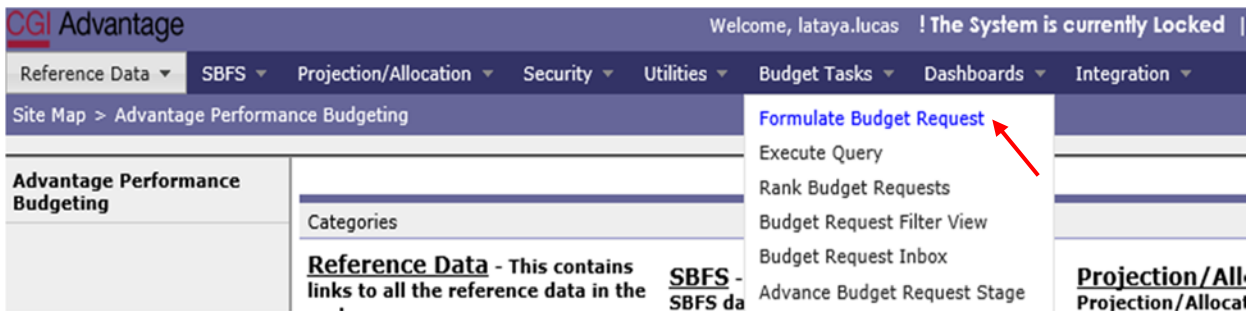 CGI Advantage
Welcome, lataya.lucas ! The System is currently Locked |
Reference Data SBFS Projection/Allocation Security Utilities Budget Tasks Dashboards Integration
Site Map > Advantage Performance Budgeting
Formulate Budget Request
Execute Query
Rank Budget Requests
Budget Request Filter View
Budget Request Inbox
Advance Budget Request Stage
Advantage Performance
Budgeting
Categories
Reference Data - This contains
links to all the reference data in the
SBFS -
SBFS da
Projection/All
Projection/Allocat